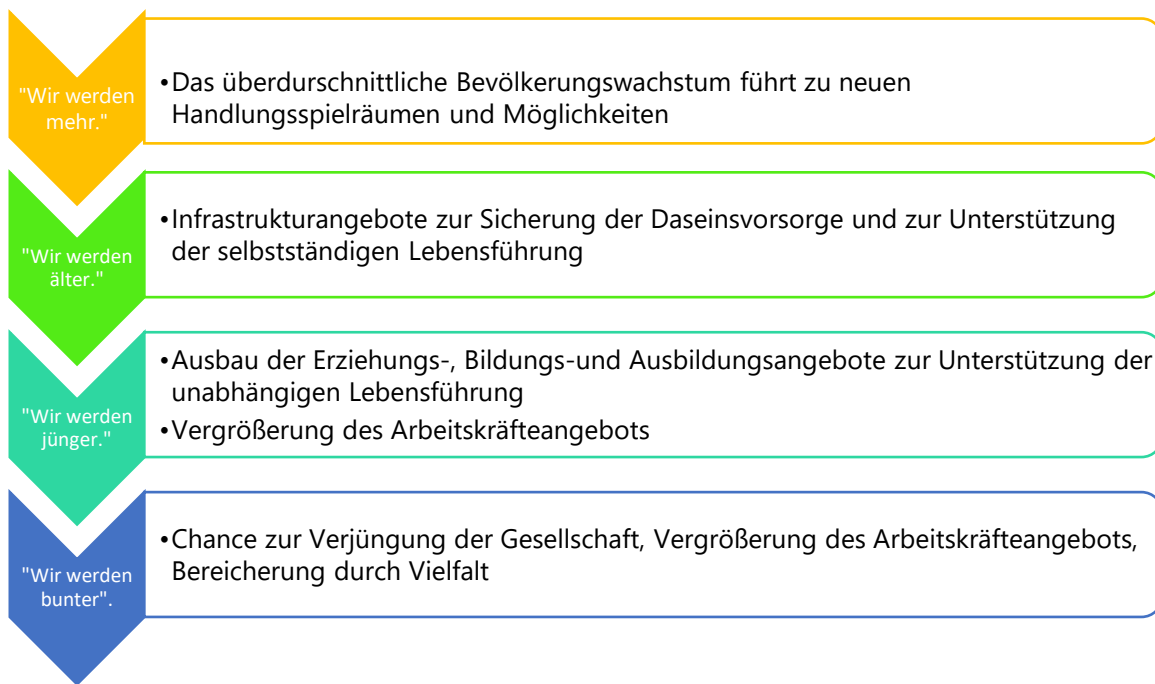 "Wir werden
mehr."
•Das überdurschnittliche Bevölkerungswachstum führt zu neuen
Handlungsspielräumen und Möglichkeiten
"Wir werden
älter."
•Infrastrukturangebote zur Sicherung der Daseinsvorsorge und zur Unterstützung
der selbstständigen Lebensführung
"Wir werden
jünger."
•Ausbau der Erziehungs-, Bildungs-und Ausbildungsangebote zur Unterstützung der
unabhängigen Lebensführung
•Vergrößerung des Arbeitskräfteangebots
"Wir werden
bunter".
•Chance zur Verjüngung der Gesellschaft, Vergrößerung des Arbeitskräfteangebots,
Bereicherung durch Vielfalt